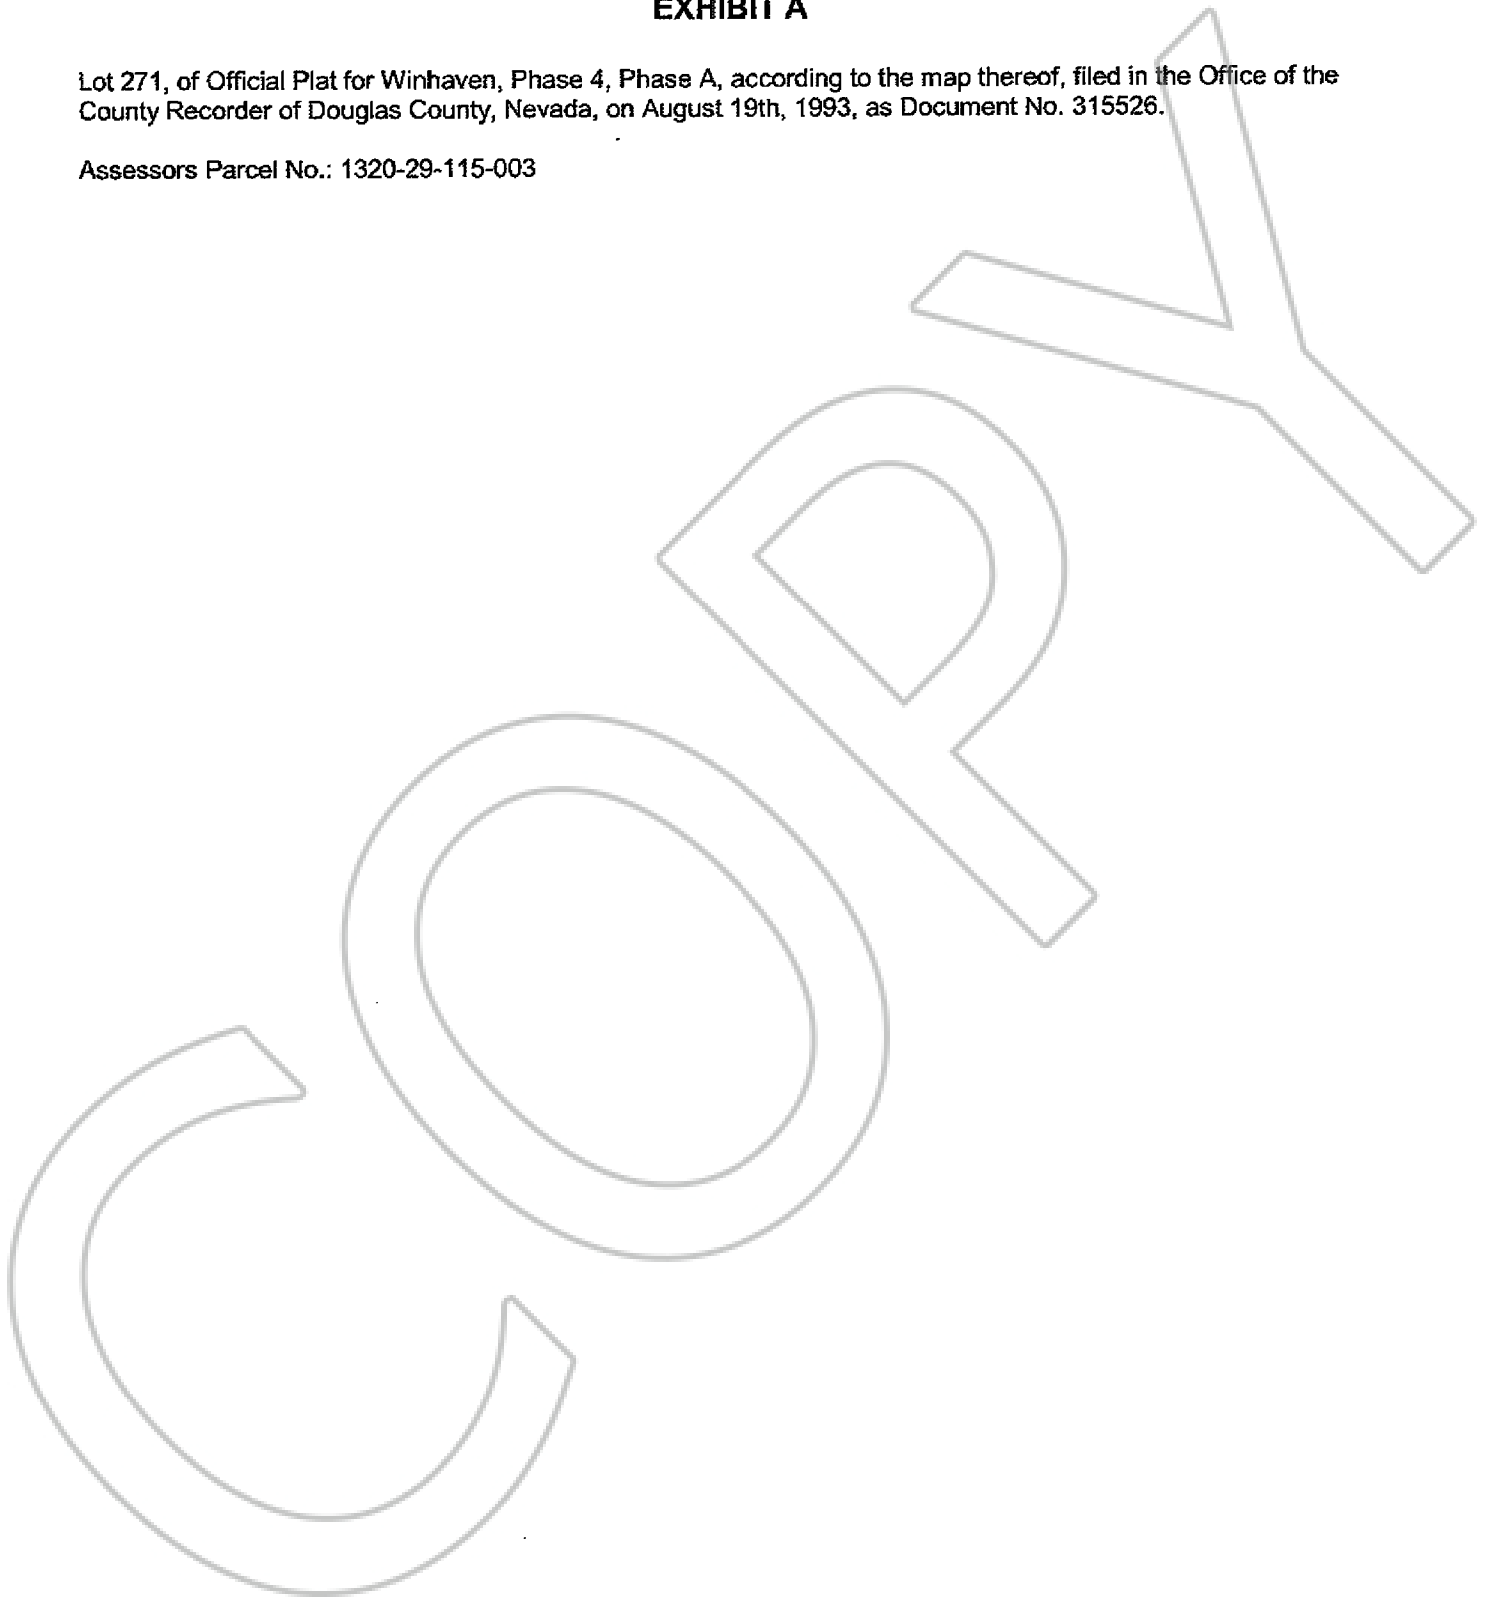 EXHIBIT A
Lot 271, of Official Plat for Winhaven, Phase 4, Phase A, according to the map thereof, filed in the Office of the
County Recorder of Douglas County, Nevada, on August 19th, 1993, as Document No. 315526.
Assessors Parcel No.: 1320-29-115-003
COPY